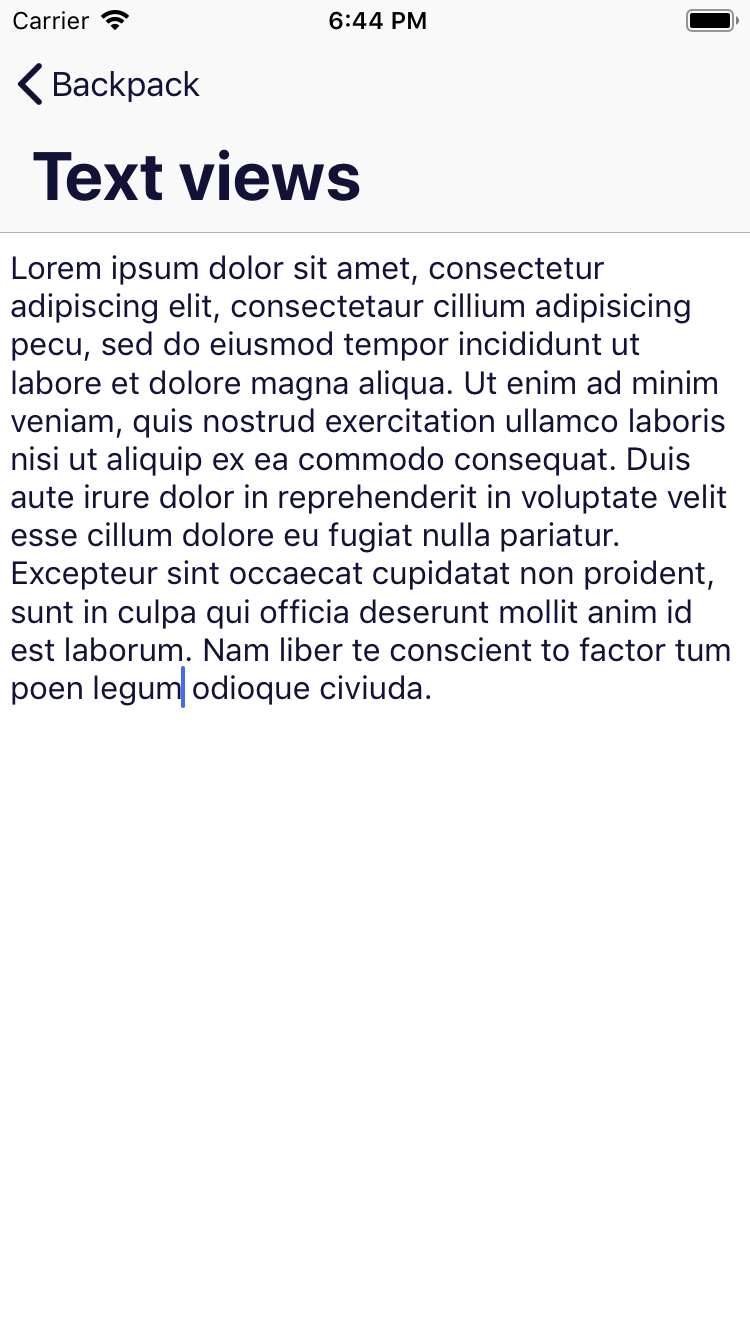 Carrier 6:44 PM
Backpack
Text views
Lorem ipsum dolor sit amet, consectetur
adipiscing elit, consectetaur cillium adipisicing
pecu, sed do eiusmod tempor incididunt ut
labore et dolore magna aliqua. Ut enim ad minim
veniam, quis nostrud exercitation ullamco laboris
nisi ut aliquip ex ea commodo consequat. Duis
aute irure dolor in reprehenderit in voluptate velit
esse cillum dolore eu fugiat nulla pariatur.
Excepteur sint occaecat cupidatat non proident,
sunt in culpa qui officia deserunt mollit anim id
est laborum. Nam liber te conscient to factor tum
poen legum odioque civiuda.